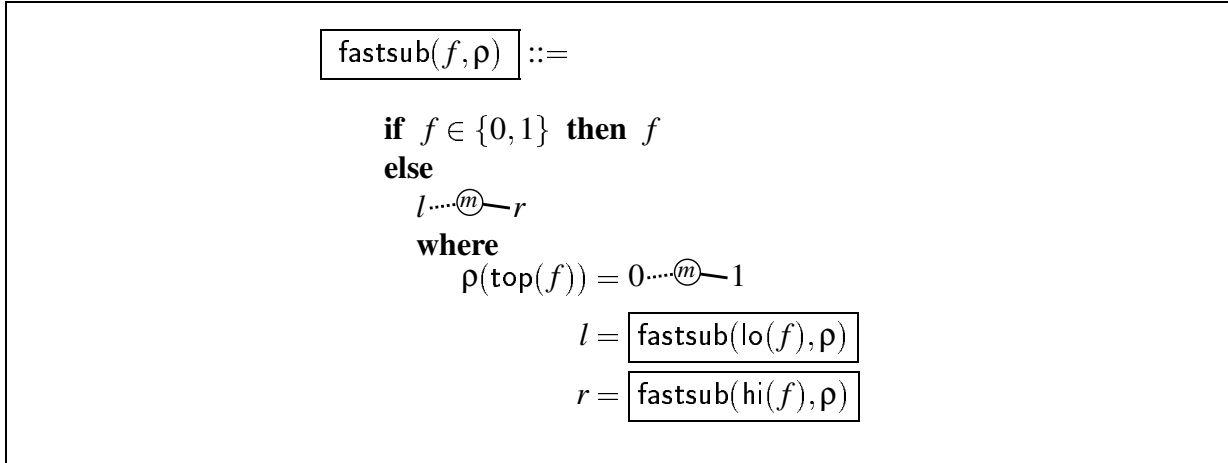 fastsub(f,ρ) ::=
if f ∈ {0,1} then f
else
l m r
where
ρ(top(f)) = 0 m 1
l = fastsub(lo(f),ρ)
r = fastsub(hi(f),ρ)